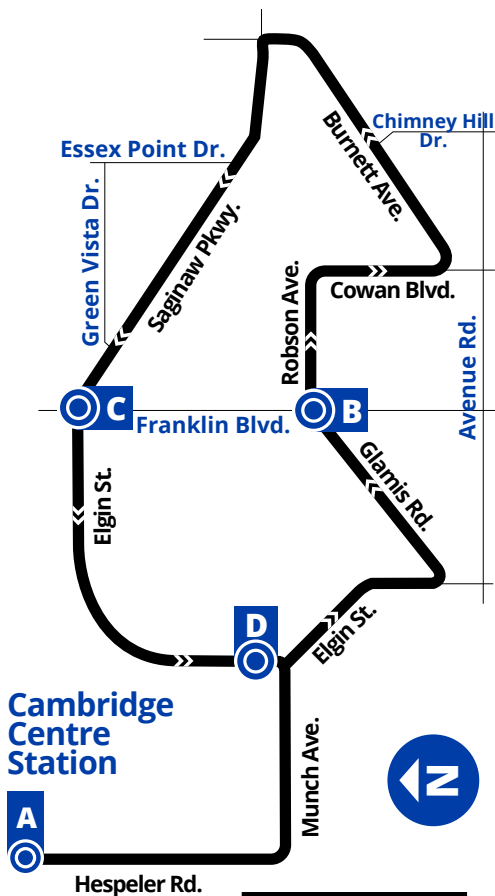 Chimney Hill
Dr.
Essex Point Dr.
Burnett Ave.
Green Vista Dr.
Saginaw Pkwy.
Robson Ave.
Cowan Blvd.
Avenue Rd.
C
Franklin Blvd.
B
Glamis Rd.
Elgin St.
D
Elgin St.
Cambridge
Centre
Station
Munch Ave.
N
A
Hespeler Rd.